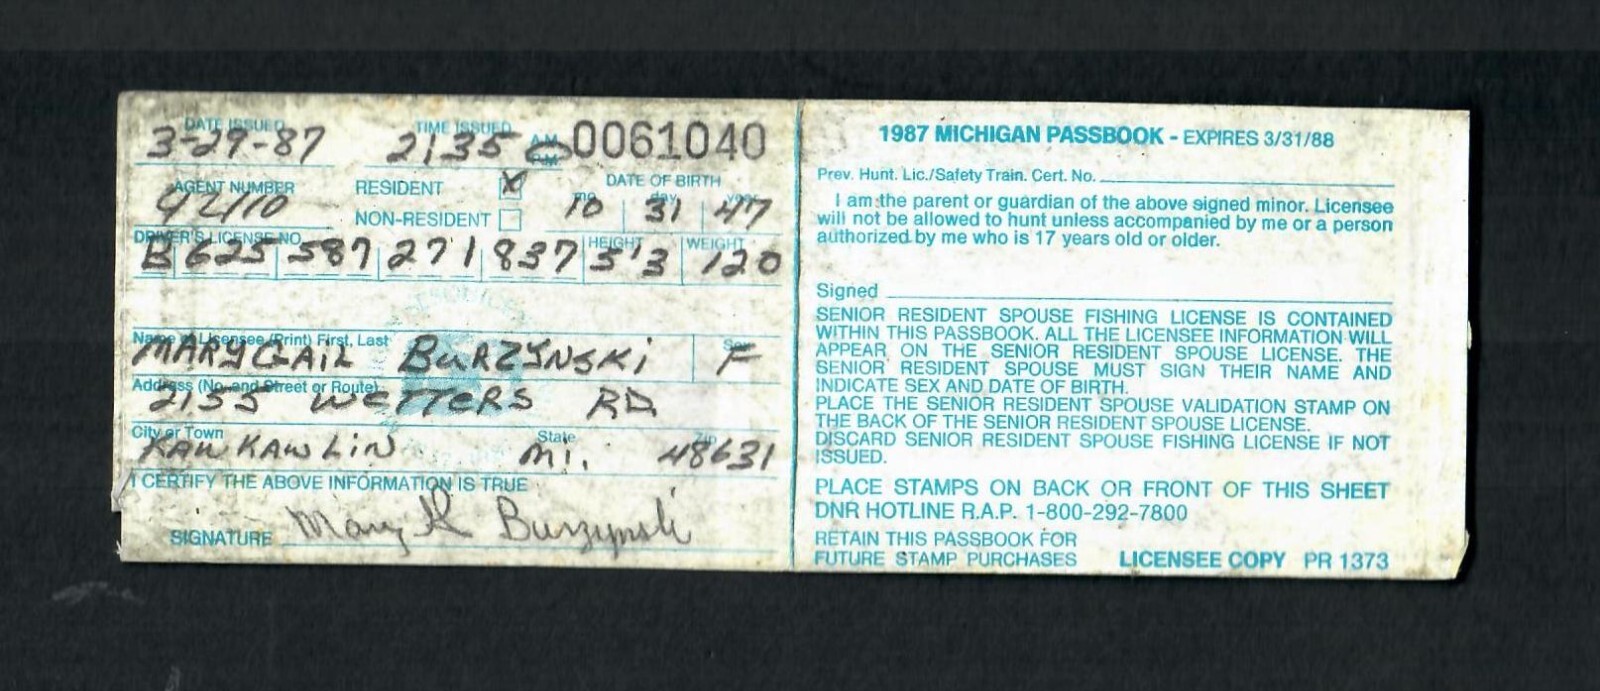 DATE ISSUED TIME ISSUED A.M. P.M. 0061040
3-29-87 2:35
AGENT NUMBER RESIDENT X DATE OF BIRTH
mo day year
NON-RESIDENT 10 31 47
DRIVER'S LICENSE NO. HEIGHT WEIGHT
B 625 587 271 837 5'3 120
Name of Licensee (Print) First, Last Sex
MARYGAIL BURZYNSKI F
Address (No. and Street or Route)
2155 WETTERS RD
City or Town State Zip
KAWKAWLIN Mi. 48631
I CERTIFY THE ABOVE INFORMATION IS TRUE
SIGNATURE Mary G Burzynski
1987 MICHIGAN PASSBOOK - EXPIRES 3/31/88
Prev. Hunt. Lic./Safety Train. Cert. No.
I am the parent or guardian of the above signed minor. Licensee
will not be allowed to hunt unless accompanied by me or a person
authorized by me who is 17 years old or older.
Signed
SENIOR RESIDENT SPOUSE FISHING LICENSE IS CONTAINED
WITHIN THIS PASSBOOK. ALL THE LICENSEE INFORMATION WILL
APPEAR ON THE SENIOR RESIDENT SPOUSE LICENSE. THE
SENIOR RESIDENT SPOUSE MUST SIGN THEIR NAME AND
INDICATE SEX AND DATE OF BIRTH.
PLACE THE SENIOR RESIDENT SPOUSE VALIDATION STAMP ON
THE BACK OF THE SENIOR RESIDENT SPOUSE LICENSE.
DISCARD SENIOR RESIDENT SPOUSE FISHING LICENSE IF NOT
ISSUED.
PLACE STAMPS ON BACK OR FRONT OF THIS SHEET
DNR HOTLINE R.A.P. 1-800-292-7800
RETAIN THIS PASSBOOK FOR
FUTURE STAMP PURCHASES LICENSEE COPY PR 1373